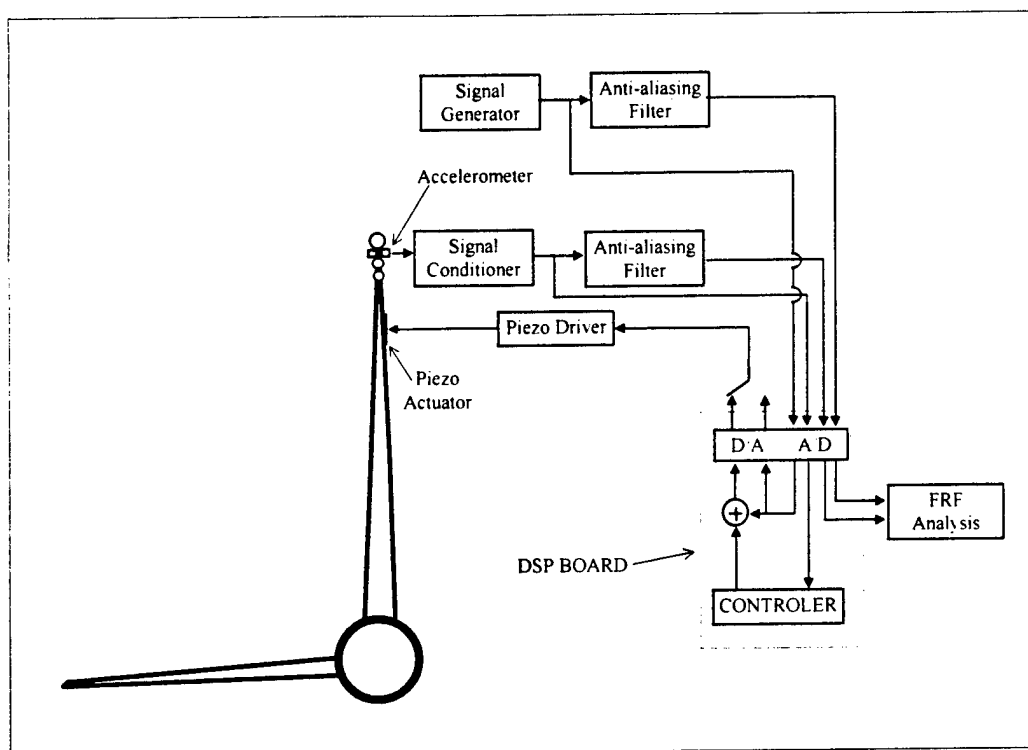 Signal
Generator
Anti-aliasing
Filter
Accelerometer
Signal
Conditioner
Anti-aliasing
Filter
Piezo Driver
Piezo
Actuator
D A A D
+
FRF
Analysis
DSP BOARD
CONTROLER